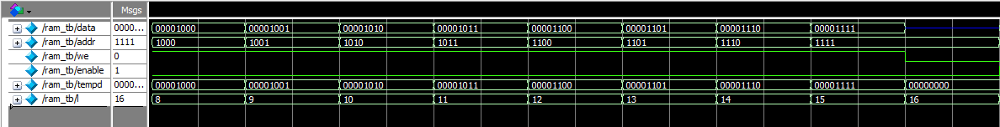 Msgs
/ram_tb/data 0000... 00001000 00001001 00001010 00001011 00001100 00001101 00001110 00001111
/ram_tb/addr 1111 1000 1001 1010 1011 1100 1101 1110 1111
/ram_tb/we 0
/ram_tb/enable 1
/ram_tb/tempd 0000... 00001000 00001001 00001010 00001011 00001100 00001101 00001110 00001111 00000000
/ram_tb/l 16 8 9 10 11 12 13 14 15 16